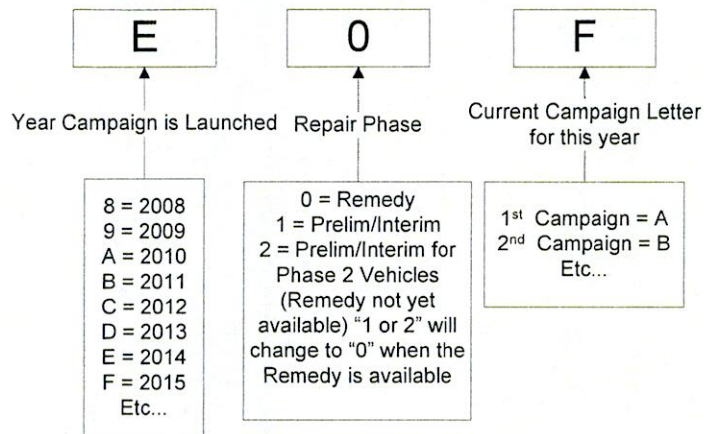 E 0 F
Year Campaign is Launched
Repair Phase
Current Campaign Letter
for this year
8 = 2008
9 = 2009
A = 2010
B = 2011
C = 2012
D = 2013
E = 2014
F = 2015
Etc...
0 = Remedy
1 = Prelim/Interim
2 = Prelim/Interim for
Phase 2 Vehicles
(Remedy not yet
available) “1 or 2” will
change to “0” when the
Remedy is available
1st Campaign = A
2nd Campaign = B
Etc...